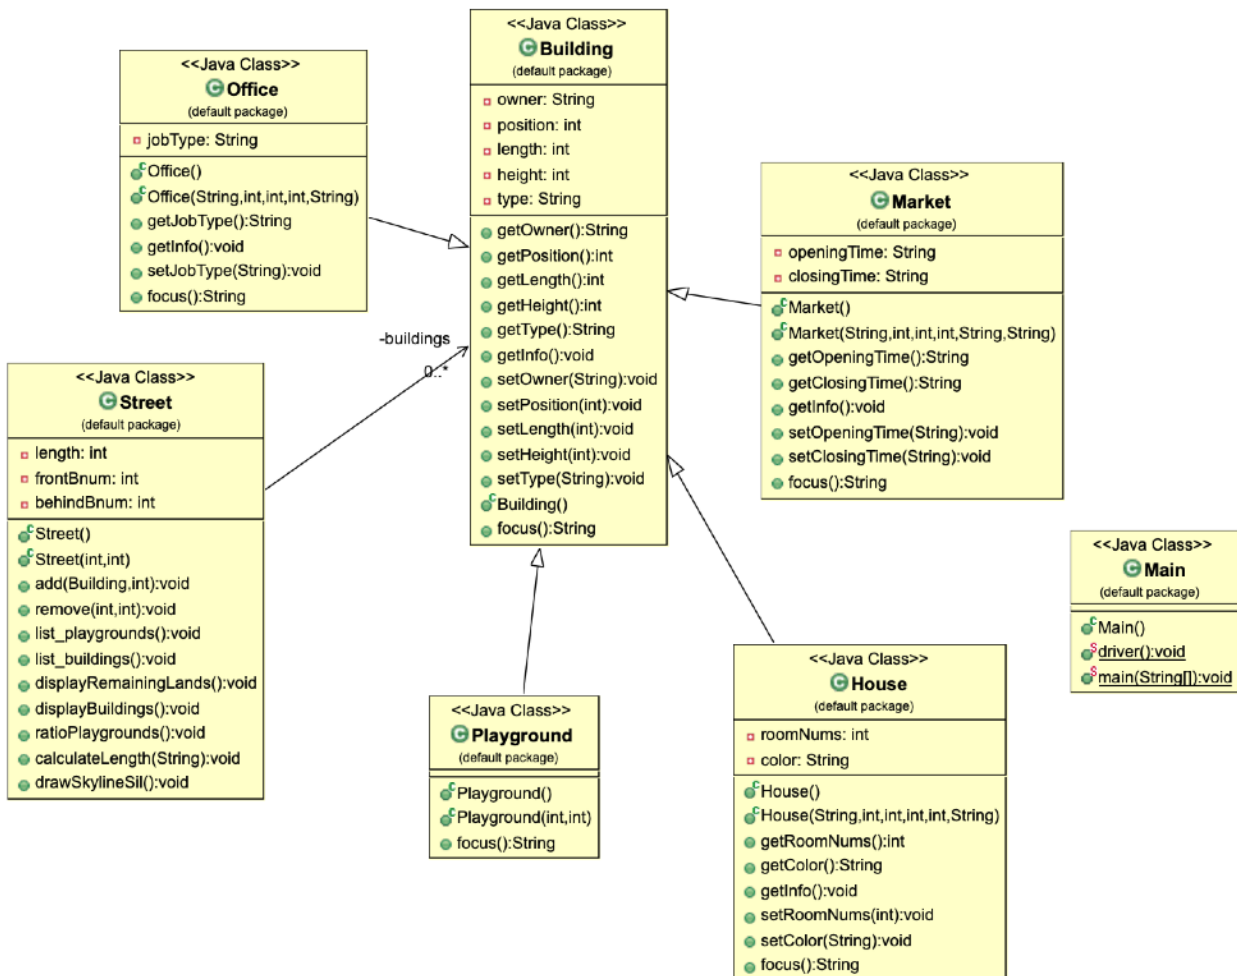 <<Java Class>>
Office
(default package)
jobType: String
Office()
Office(String,int,int,int,String)
getJobType():String
getInfo():void
setJobType(String):void
focus():String
<<Java Class>>
Building
(default package)
owner: String
position: int
length: int
height: int
type: String
getOwner():String
getPosition():int
getLength():int
getHeight():int
getType():String
getInfo():void
setOwner(String):void
setPosition(int):void
setLength(int):void
setHeight(int):void
setType(String):void
Building()
focus():String
<<Java Class>>
Market
(default package)
openingTime: String
closingTime: String
Market()
Market(String,int,int,int,String,String)
getOpeningTime():String
getClosingTime():String
getInfo():void
setOpeningTime(String):void
setClosingTime(String):void
focus():String
-buildings
0..*
<<Java Class>>
Street
(default package)
length: int
frontBnum: int
behindBnum: int
Street()
Street(int,int)
add(Building,int):void
remove(int,int):void
list_playgrounds():void
list_buildings():void
displayRemainingLands():void
displayBuildings():void
ratioPlaygrounds():void
calculateLength(String):void
drawSkylineSil():void
<<Java Class>>
Playground
(default package)
Playground()
Playground(int,int)
focus():String
<<Java Class>>
House
(default package)
roomNums: int
color: String
House()
House(String,int,int,int,int,String)
getRoomNums():int
getColor():String
getInfo():void
setRoomNums(int):void
setColor(String):void
focus():String
<<Java Class>>
Main
(default package)
Main()
driver():void
main(String[]):void